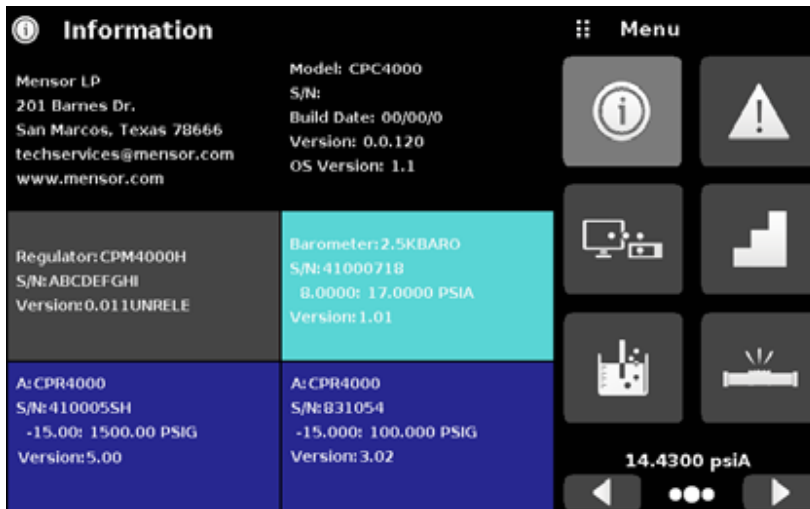 Information
Mensor LP
201 Barnes Dr.
San Marcos, Texas 78666
techservices@mensor.com
www.mensor.com
Model: CPC4000
S/N:
Build Date: 00/00/0
Version: 0.0.120
OS Version: 1.1
Regulator:CPM4000H
S/N:ABCDEFGHI
Version:0.011UNRELE
Barometer:2.5KBARO
S/N:41000718
8.0000: 17.0000 PSIA
Version:1.01
A:CPR4000
S/N:410005SH
-15.00: 1500.00 PSIG
Version:5.00
A:CPR4000
S/N:831054
-15.000: 100.000 PSIG
Version:3.02
Menu
14.4300 psiA